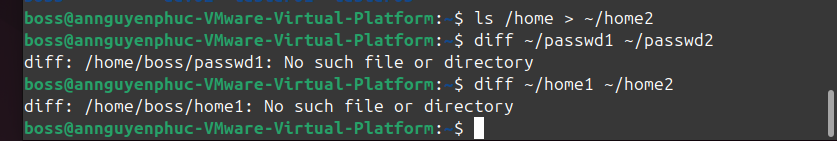 boss@annguyenphuc-VMware-Virtual-Platform:~$ ls /home > ~/home2
boss@annguyenphuc-VMware-Virtual-Platform:~$ diff ~/passwd1 ~/passwd2
diff: /home/boss/passwd1: No such file or directory
boss@annguyenphuc-VMware-Virtual-Platform:~$ diff ~/home1 ~/home2
diff: /home/boss/home1: No such file or directory
boss@annguyenphuc-VMware-Virtual-Platform:~$